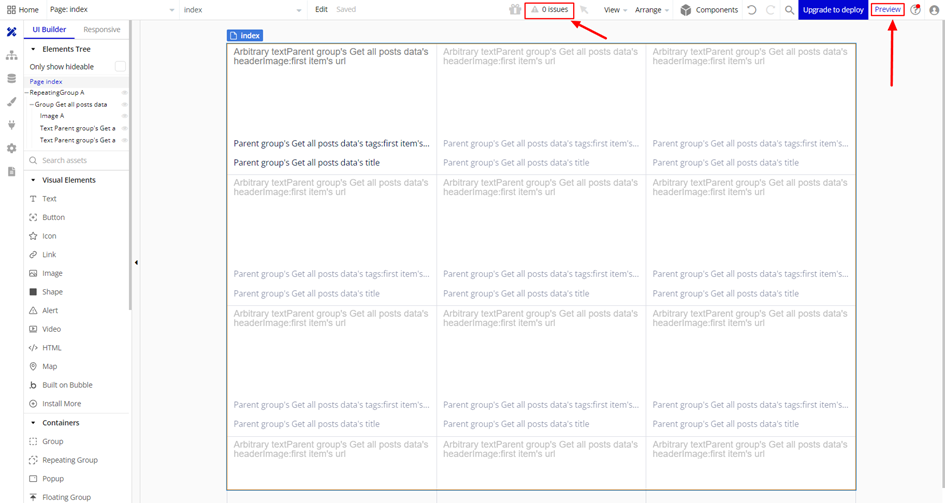 Home
Page: index
index
Edit
Saved
0 issues
View
Arrange
Components
Upgrade to deploy
Preview
UI Builder
Responsive
Elements Tree
Only show hideable
Page index
RepeatingGroup A
Group Get all posts data
Image A
Text Parent group's Get a
Text Parent group's Get a
Search assets
Visual Elements
Text
Button
Icon
Link
Image
Shape
Alert
Video
HTML
Map
Built on Bubble
Install More
Containers
Group
Repeating Group
Popup
Floating Group
index
Arbitrary textParent group's Get all posts data's
headerImage:first item's url
Arbitrary textParent group's Get all posts data's
headerImage:first item's url
Arbitrary textParent group's Get all posts data's
headerImage:first item's url
Parent group's Get all posts data's tags:first item's...
Parent group's Get all posts data's tags:first item's...
Parent group's Get all posts data's tags:first item's...
Parent group's Get all posts data's title
Parent group's Get all posts data's title
Parent group's Get all posts data's title
Arbitrary textParent group's Get all posts data's
headerImage:first item's url
Arbitrary textParent group's Get all posts data's
headerImage:first item's url
Arbitrary textParent group's Get all posts data's
headerImage:first item's url
Parent group's Get all posts data's tags:first item's...
Parent group's Get all posts data's tags:first item's...
Parent group's Get all posts data's tags:first item's...
Parent group's Get all posts data's title
Parent group's Get all posts data's title
Parent group's Get all posts data's title
Arbitrary textParent group's Get all posts data's
headerImage:first item's url
Arbitrary textParent group's Get all posts data's
headerImage:first item's url
Arbitrary textParent group's Get all posts data's
headerImage:first item's url
Parent group's Get all posts data's tags:first item's...
Parent group's Get all posts data's tags:first item's...
Parent group's Get all posts data's tags:first item's...
Parent group's Get all posts data's title
Parent group's Get all posts data's title
Parent group's Get all posts data's title
Arbitrary textParent group's Get all posts data's
headerImage:first item's url
Arbitrary textParent group's Get all posts data's
headerImage:first item's url
Arbitrary textParent group's Get all posts data's
headerImage:first item's url